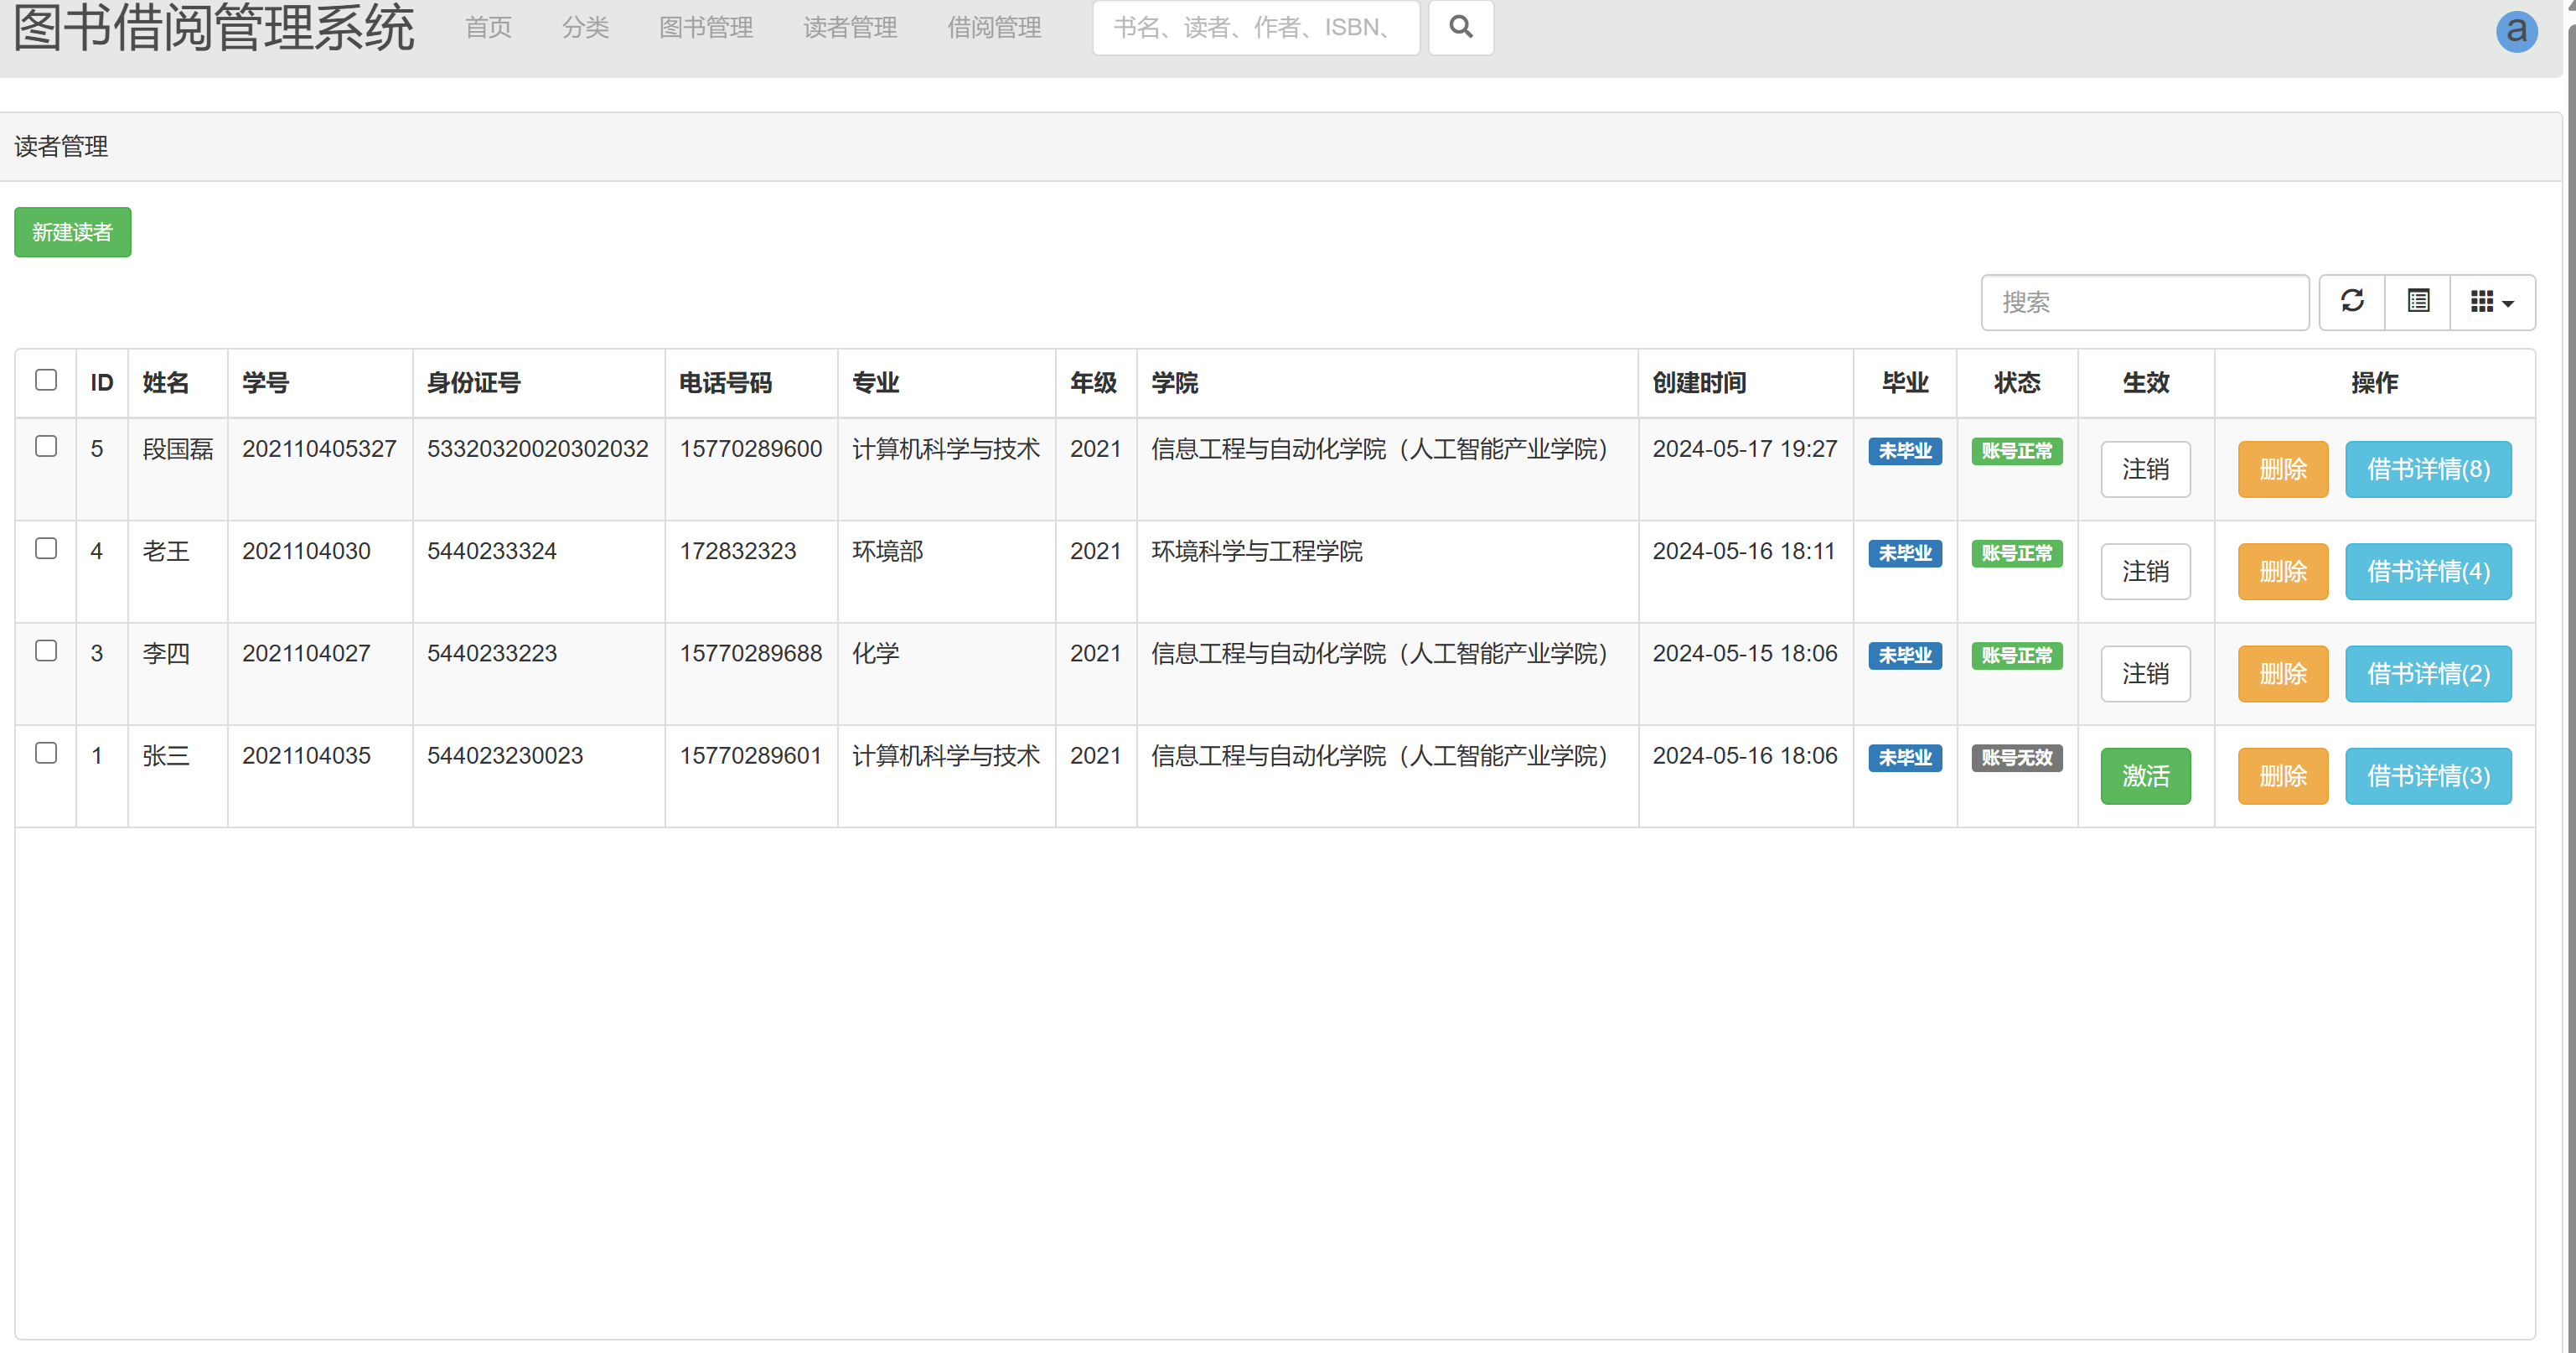 图书借阅管理系统 首页 分类 图书管理 读者管理 借阅管理 书名、读者、作者、ISBN、 a
读者管理
新建读者
搜索
ID 姓名 学号 身份证号 电话号码 专业 年级 学院 创建时间 毕业 状态 生效 操作
5 段国磊 202110405327 53320320020302032 15770289600 计算机科学与技术 2021 信息工程与自动化学院（人工智能产业学院） 2024-05-17 19:27 未毕业 账号正常 注销 删除 借书详情(8)
4 老王 2021104030 5440233324 172832323 环境部 2021 环境科学与工程学院 2024-05-16 18:11 未毕业 账号正常 注销 删除 借书详情(4)
3 李四 2021104027 5440233223 15770289688 化学 2021 信息工程与自动化学院（人工智能产业学院） 2024-05-15 18:06 未毕业 账号正常 注销 删除 借书详情(2)
1 张三 2021104035 544023230023 15770289601 计算机科学与技术 2021 信息工程与自动化学院（人工智能产业学院） 2024-05-16 18:06 未毕业 账号无效 激活 删除 借书详情(3)